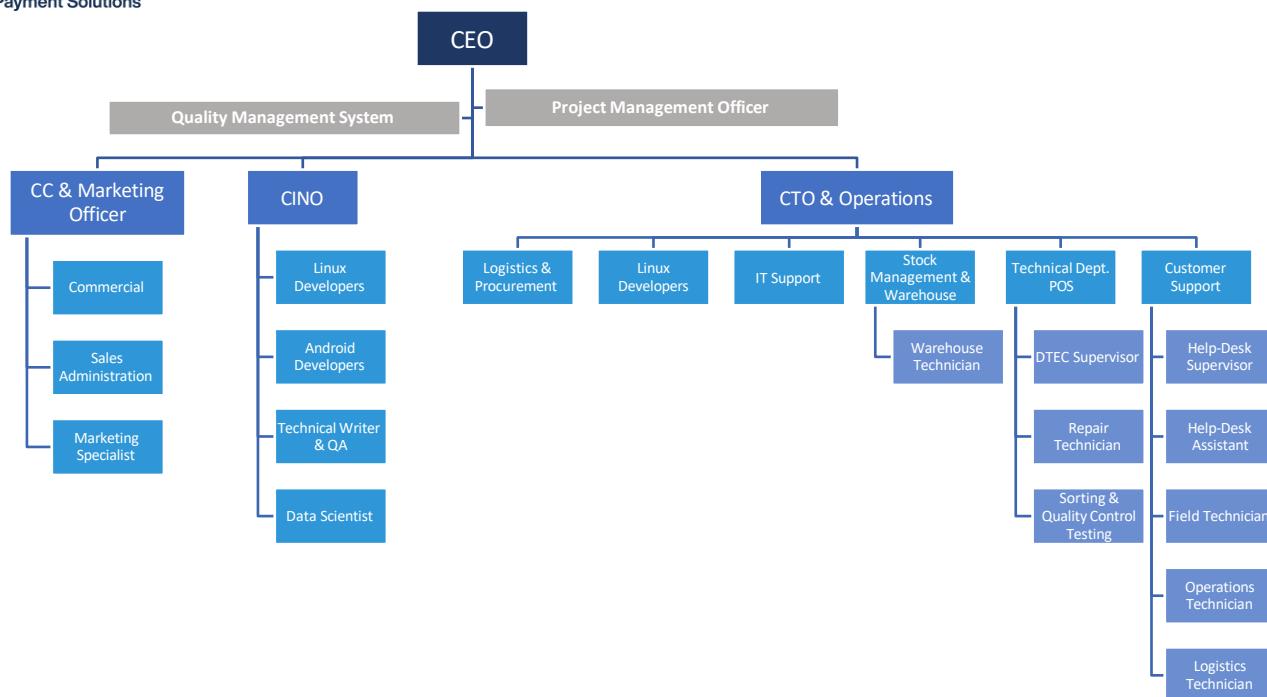 Payment Solutions
CEO
Project Management Officer
Quality Management System
CC & Marketing
Officer
CINO
CTO & Operations
Commercial
Sales
Administration
Marketing
Specialist
Linux
Developers
Android
Developers
Technical Writer
& QA
Data Scientist
Logistics &
Procurement
Linux
Developers
IT Support
Stock
Management &
Warehouse
Warehouse
Technician
Technical Dept.
POS
DTEC Supervisor
Repair
Technician
Sorting &
Quality Control
Testing
Customer
Support
Help-Desk
Supervisor
Help-Desk
Assistant
Field Technician
Operations
Technician
Logistics
Technician